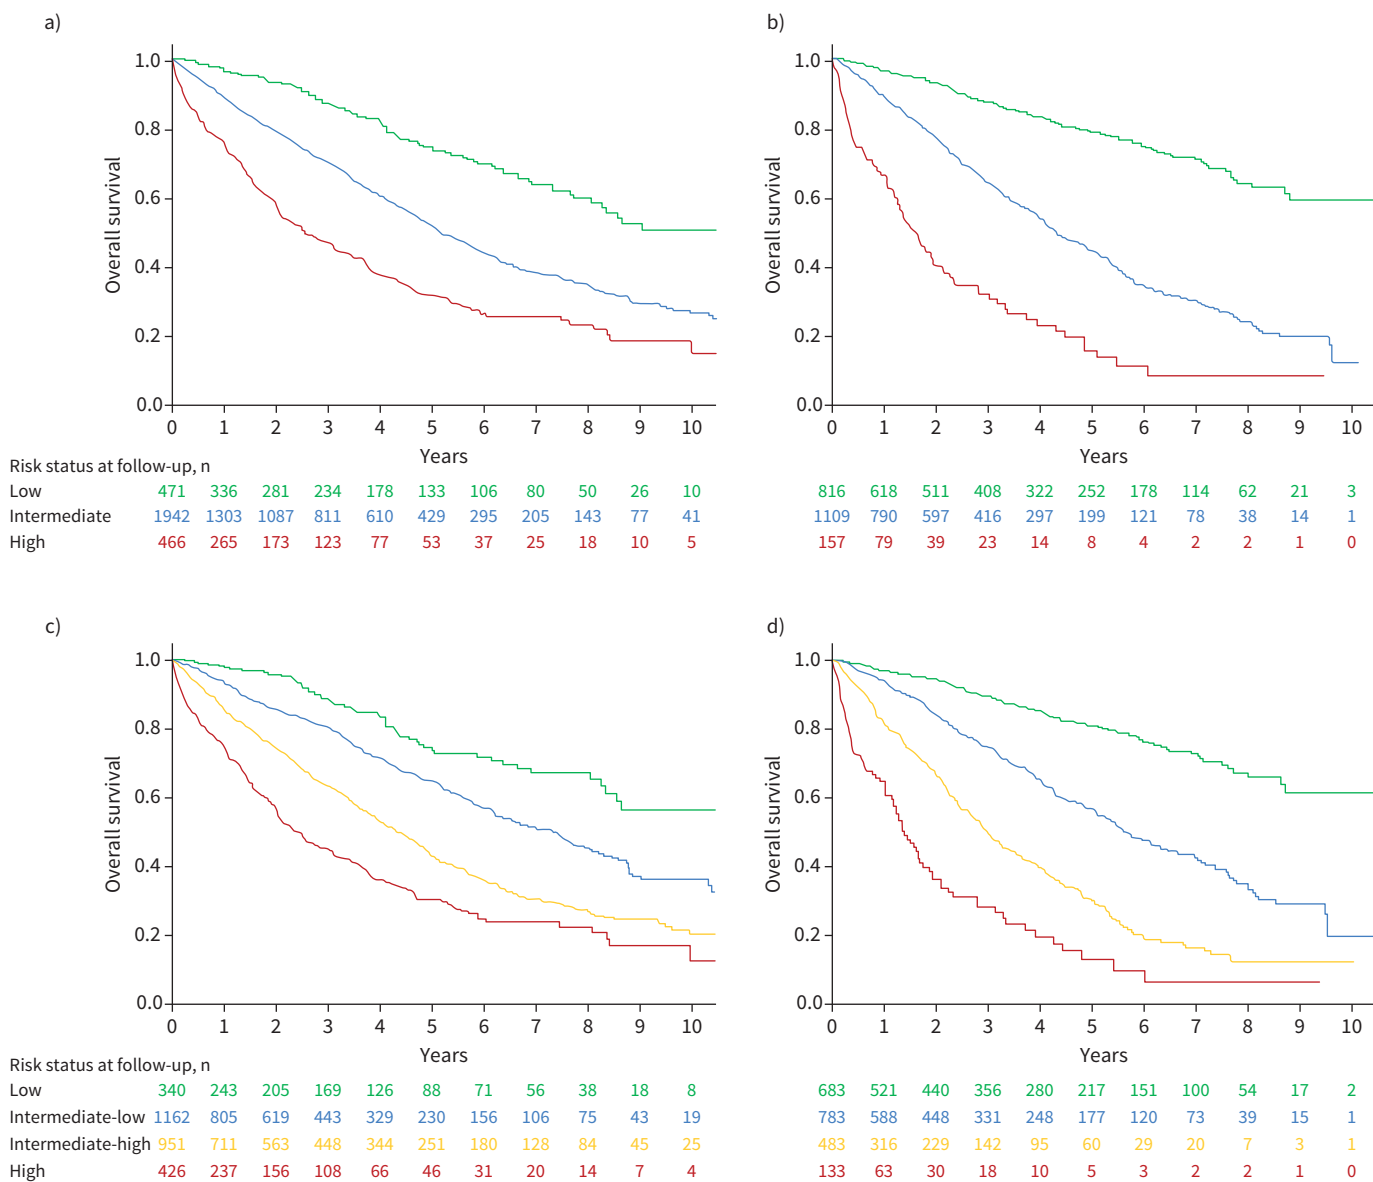 a)
b)
1.0
0.8
0.6
0.4
0.2
0.0
Overall survival
0 1 2 3 4 5 6 7 8 9 10
Years
1.0
0.8
0.6
0.4
0.2
0.0
Overall survival
0 1 2 3 4 5 6 7 8 9 10
Years
Risk status at follow-up, n
Low 471 336 281 234 178 133 106 80 50 26 10
816 618 511 408 322 252 178 114 62 21 3
Intermediate 1942 1303 1087 811 610 429 295 205 143 77 41
1109 790 597 416 297 199 121 78 38 14 1
High 466 265 173 123 77 53 37 25 18 10 5
157 79 39 23 14 8 4 2 2 1 0
c)
d)
1.0
0.8
0.6
0.4
0.2
0.0
Overall survival
0 1 2 3 4 5 6 7 8 9 10
Years
1.0
0.8
0.6
0.4
0.2
0.0
Overall survival
0 1 2 3 4 5 6 7 8 9 10
Years
Risk status at follow-up, n
Low 340 243 205 169 126 88 71 56 38 18 8
683 521 440 356 280 217 151 100 54 17 2
Intermediate-low 1162 805 619 443 329 230 156 106 75 43 19
783 588 448 331 248 177 120 73 39 15 1
Intermediate-high 951 711 563 448 344 251 180 128 84 45 25
483 316 229 142 95 60 29 20 7 3 1
High 426 237 156 108 66 46 31 20 14 7 4
133 63 30 18 10 5 3 2 2 1 0